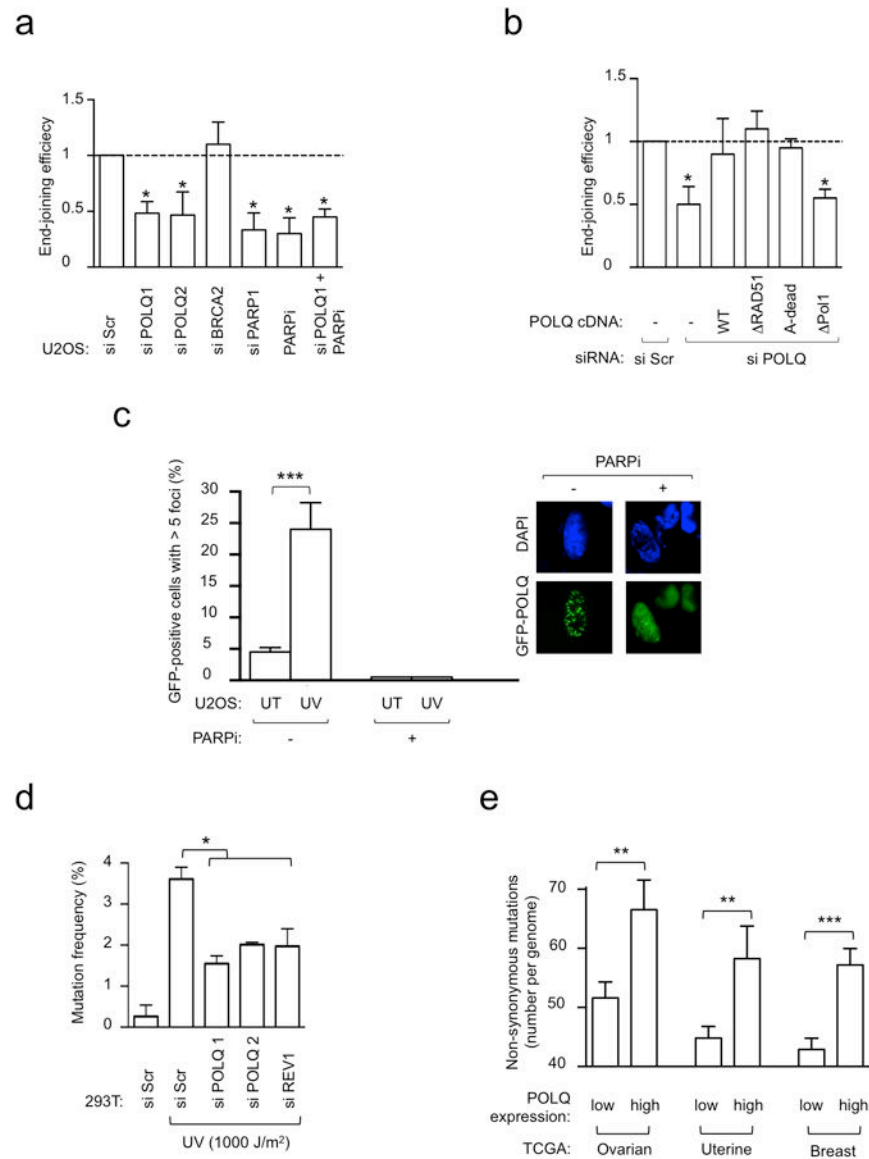 a
End-joining efficiecy
1.5
1
0.5
0
*
*
*
*
*
U2OS:
si Scr
si POLQ1
si POLQ2
si BRCA2
si PARP1
PARPi
si POLQ1 +
PARPi
b
End-joining efficiecy
1.5
1
0.5
0
*
*
POLQ cDNA:
-
-
WT
ΔRAD51
A-dead
ΔPol1
siRNA:
si Scr
si POLQ
c
GFP-positive cells with > 5 foci (%)
30
25
20
15
10
5
0
***
U2OS:
UT
UV
UT
UV
PARPi:
-
+
PARPi
-
+
DAPI
GFP-POLQ
d
Mutation frequency (%)
4
3
2
1
0
*
293T:
si Scr
si Scr
si POLQ 1
si POLQ 2
si REV1
UV (1000 J/m²)
e
Non-synonymous mutations
(number per genome)
70
60
50
40
**
**
***
POLQ
expression:
low
high
low
high
low
high
TCGA:
Ovarian
Uterine
Breast